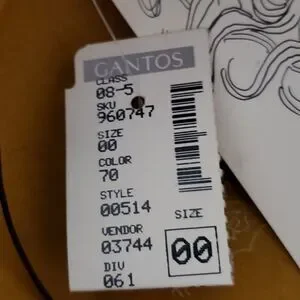 GANTOS
CLASS
08-5
SKU
960747
SIZE
00
COLOR
70
STYLE
00514
SIZE
VENDOR
03744
00
DIV
061